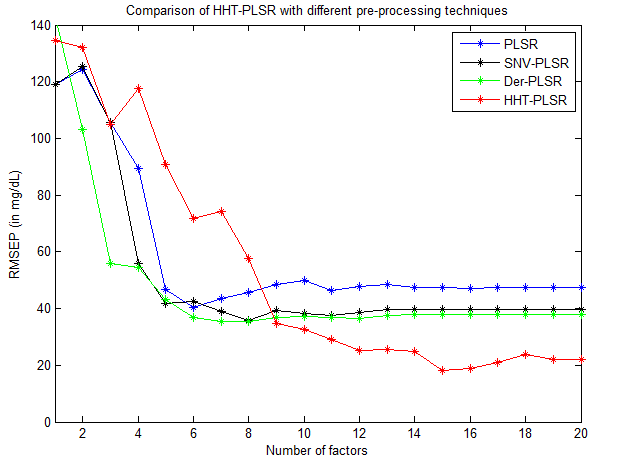 Comparison of HHT-PLSR with different pre-processing techniques
PLSR
SNV-PLSR
Der-PLSR
HHT-PLSR
RMSEP (in mg/dL)
140
120
100
80
60
40
20
0
2 4 6 8 10 12 14 16 18 20
Number of factors